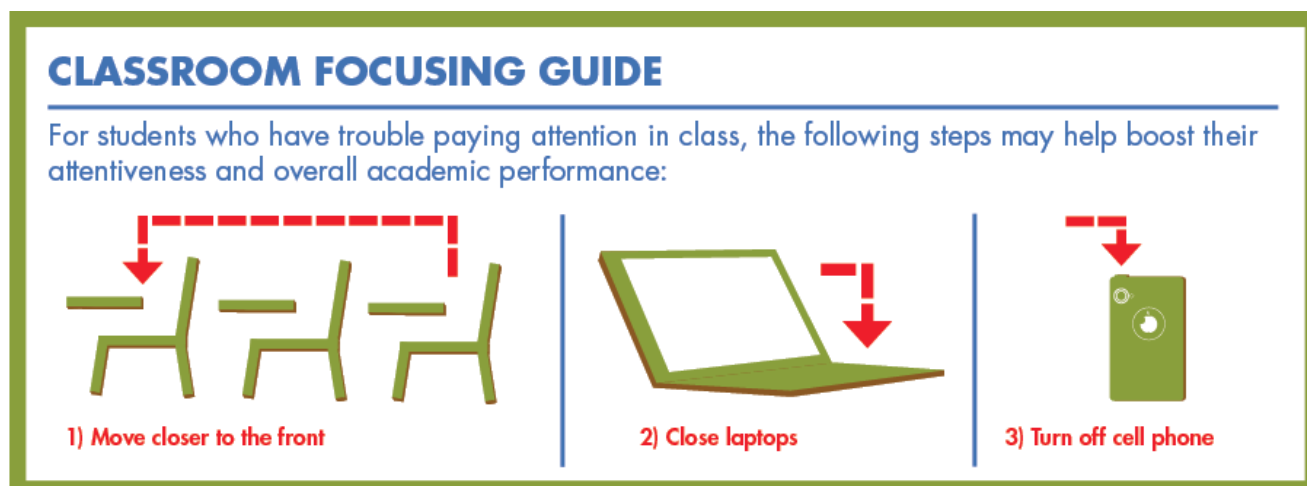 CLASSROOM FOCUSING GUIDE
For students who have trouble paying attention in class, the following steps may help boost their
attentiveness and overall academic performance:
1) Move closer to the front
2) Close laptops
3) Turn off cell phone